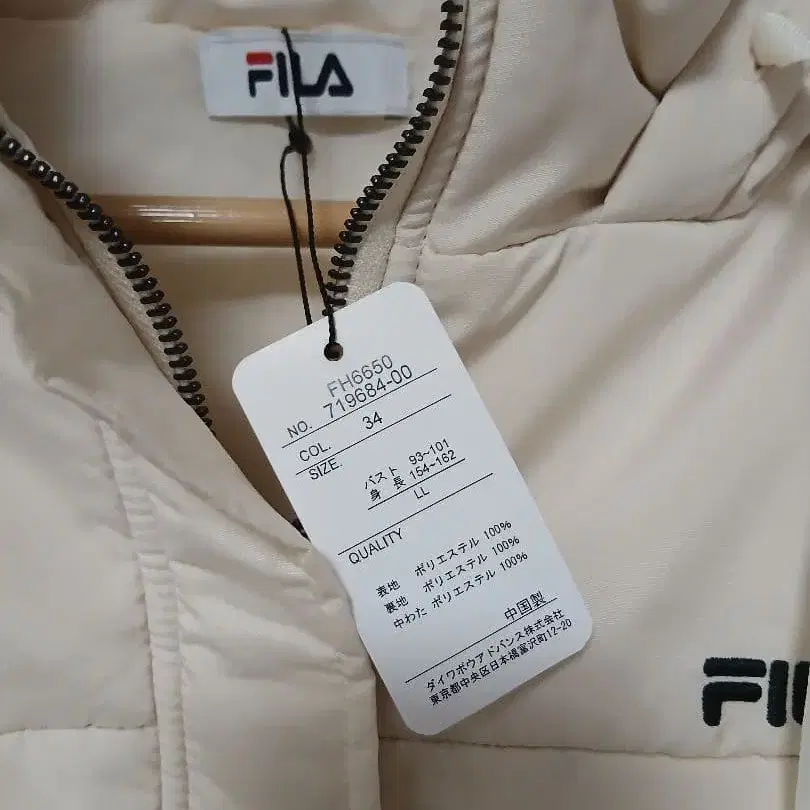 FILA
FH6650
NO. 719684-00
COL. 34
SIZE.
バスト 93~101
身長 154~162
LL
QUALITY
表地 ポリエステル 100%
裏地 ポリエステル 100%
中わた ポリエステル 100%
中国製
ダイワボウアドバンス株式会社
東京都中央区日本橋富沢町12-20
FIL